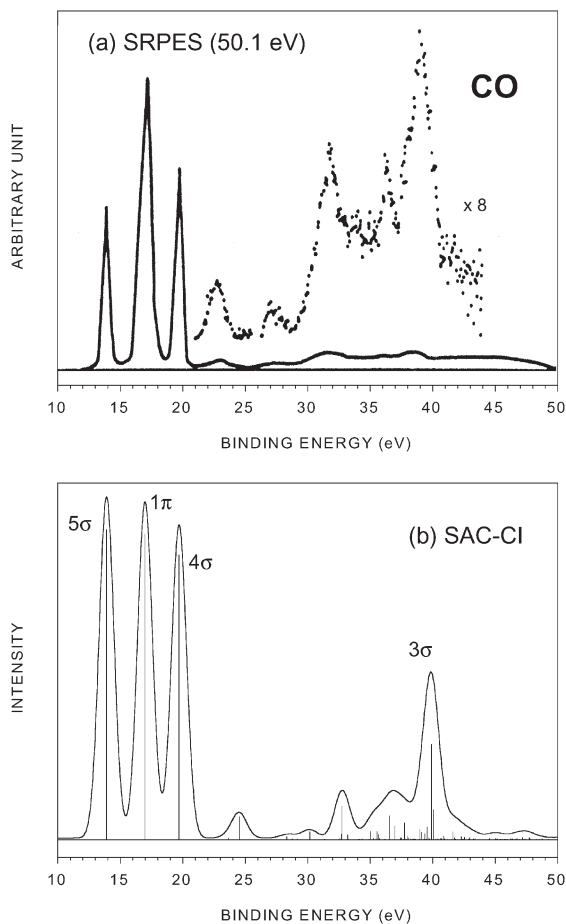 (a) SRPES (50.1 eV)
CO
x 8
ARBITRARY UNIT
10 15 20 25 30 35 40 45 50
BINDING ENERGY (eV)
5σ
1π
4σ
(b) SAC-CI
3σ
INTENSITY
10 15 20 25 30 35 40 45 50
BINDING ENERGY (eV)